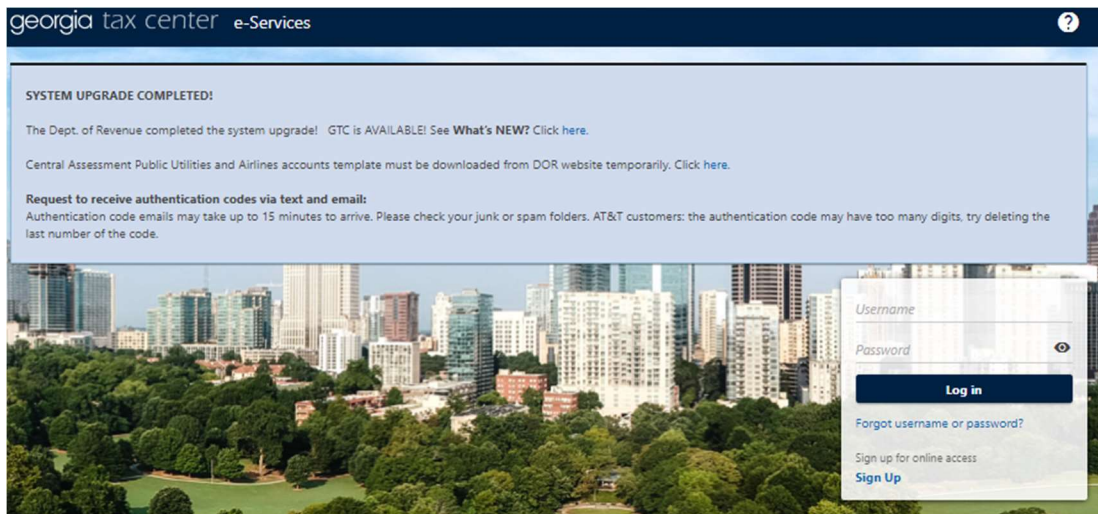 georgia tax center e-Services
?
SYSTEM UPGRADE COMPLETED!
The Dept. of Revenue completed the system upgrade! GTC is AVAILABLE! See What's NEW? Click here.
Central Assessment Public Utilities and Airlines accounts template must be downloaded from DOR website temporarily. Click here.
Request to receive authentication codes via text and email:
Authentication code emails may take up to 15 minutes to arrive. Please check your junk or spam folders. AT&T customers: the authentication code may have too many digits, try deleting the
last number of the code.
Username
Password
Log in
Forgot username or password?
Sign up for online access
Sign Up